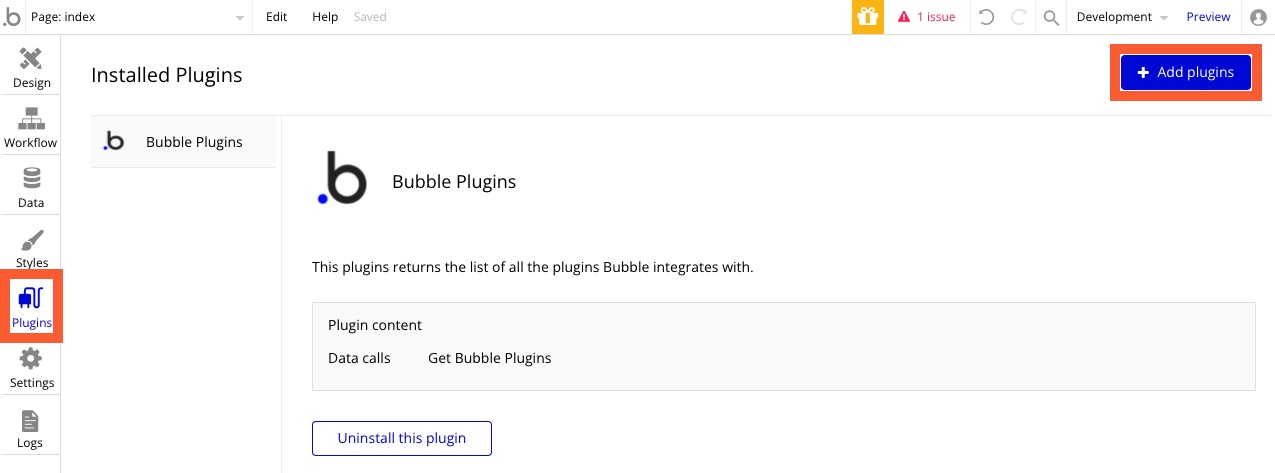 .b Page: index Edit Help Saved 1 issue Development Preview
Design
Workflow
Data
Styles
Plugins
Settings
Logs
Installed Plugins
+ Add plugins
.b Bubble Plugins
.b Bubble Plugins
This plugins returns the list of all the plugins Bubble integrates with.
Plugin content
Data calls Get Bubble Plugins
Uninstall this plugin